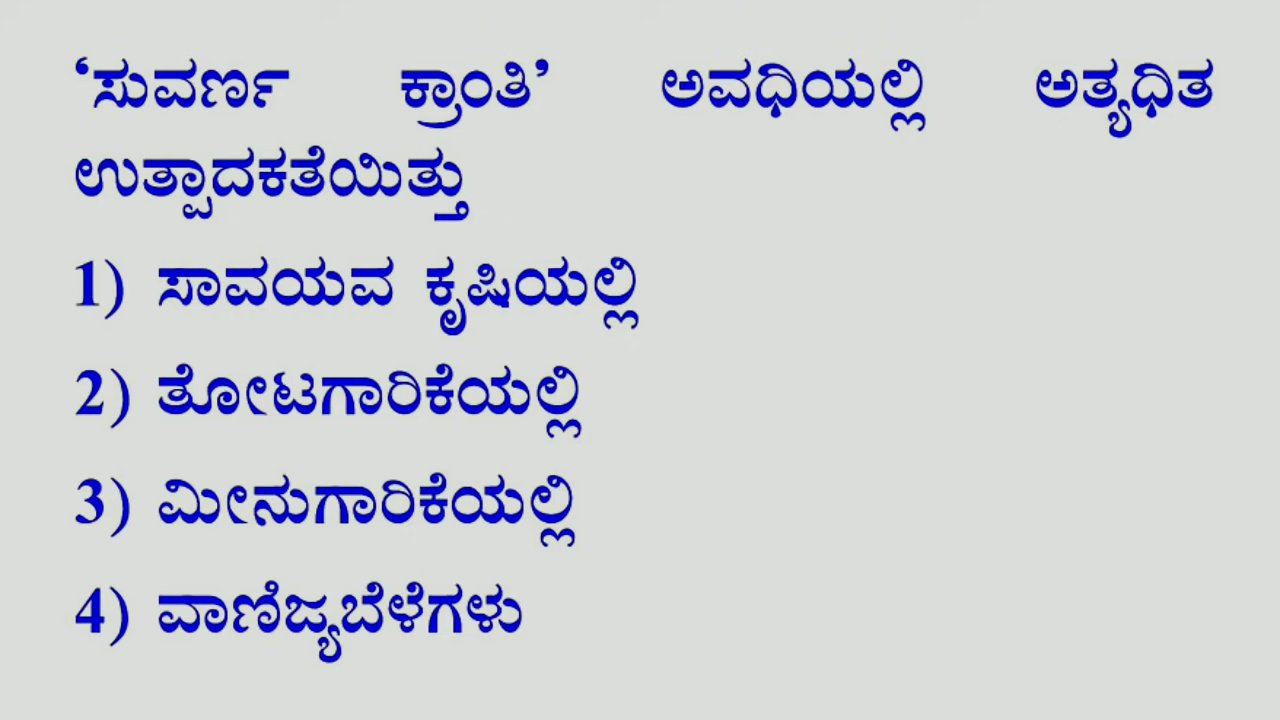 ‘ಸುವರ್ಣ ಕ್ರಾಂತಿ’ ಅವಧಿಯಲ್ಲಿ ಅತ್ಯಧಿತ
ಉತ್ಪಾದಕತೆಯಿತ್ತು
1) ಸಾವಯವ ಕೃಷಿಯಲ್ಲಿ
2) ತೋಟಗಾರಿಕೆಯಲ್ಲಿ
3) ಮೀನುಗಾರಿಕೆಯಲ್ಲಿ
4) ವಾಣಿಜ್ಯಬೆಳೆಗಳು